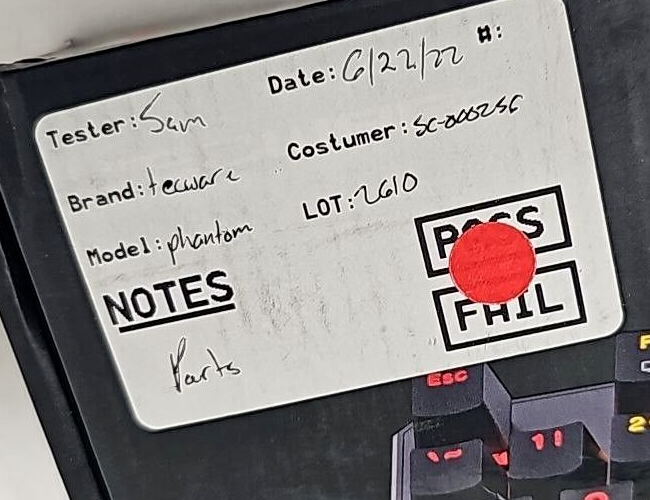 Date: 6/22/22 #:
Tester: Sam
Costumer: SC-000256
Brand: tecware
LOT: 2610
Model: phantom
PASS
NOTES
FAIL
Parts
ESC
1!